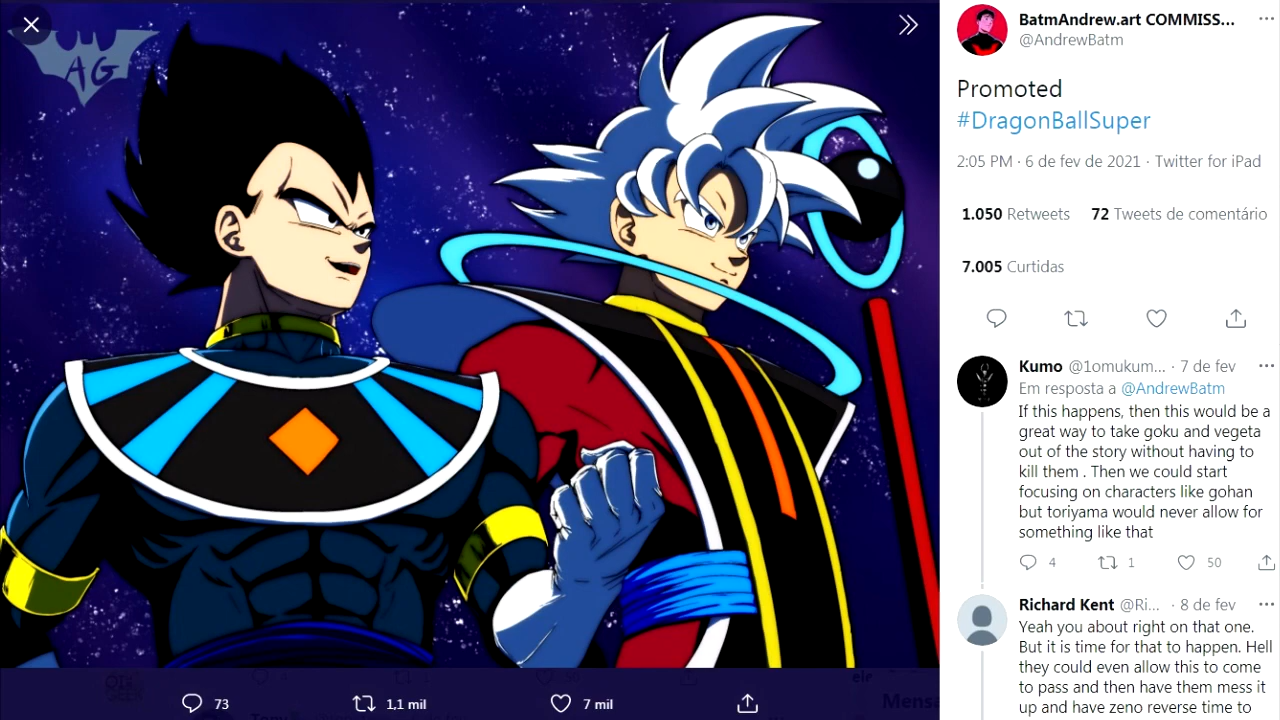 AG
BatmAndrew.art COMMISS...
@AndrewBatm
Promoted
#DragonBallSuper
2:05 PM · 6 de fev de 2021 · Twitter for iPad
1.050 Retweets 72 Tweets de comentário
7.005 Curtidas
Kumo @1omukum... · 7 de fev
Em resposta a @AndrewBatm
If this happens, then this would be a
great way to take goku and vegeta
out of the story without having to
kill them . Then we could start
focusing on characters like gohan
but toriyama would never allow for
something like that
4 1 50
Richard Kent @Ri... · 8 de fev
Yeah you about right on that one.
But it is time for that to happen. Hell
they could even allow this to come
to pass and then have them mess it
up and have zeno reverse time to
73 1,1 mil 7 mil
Mensa